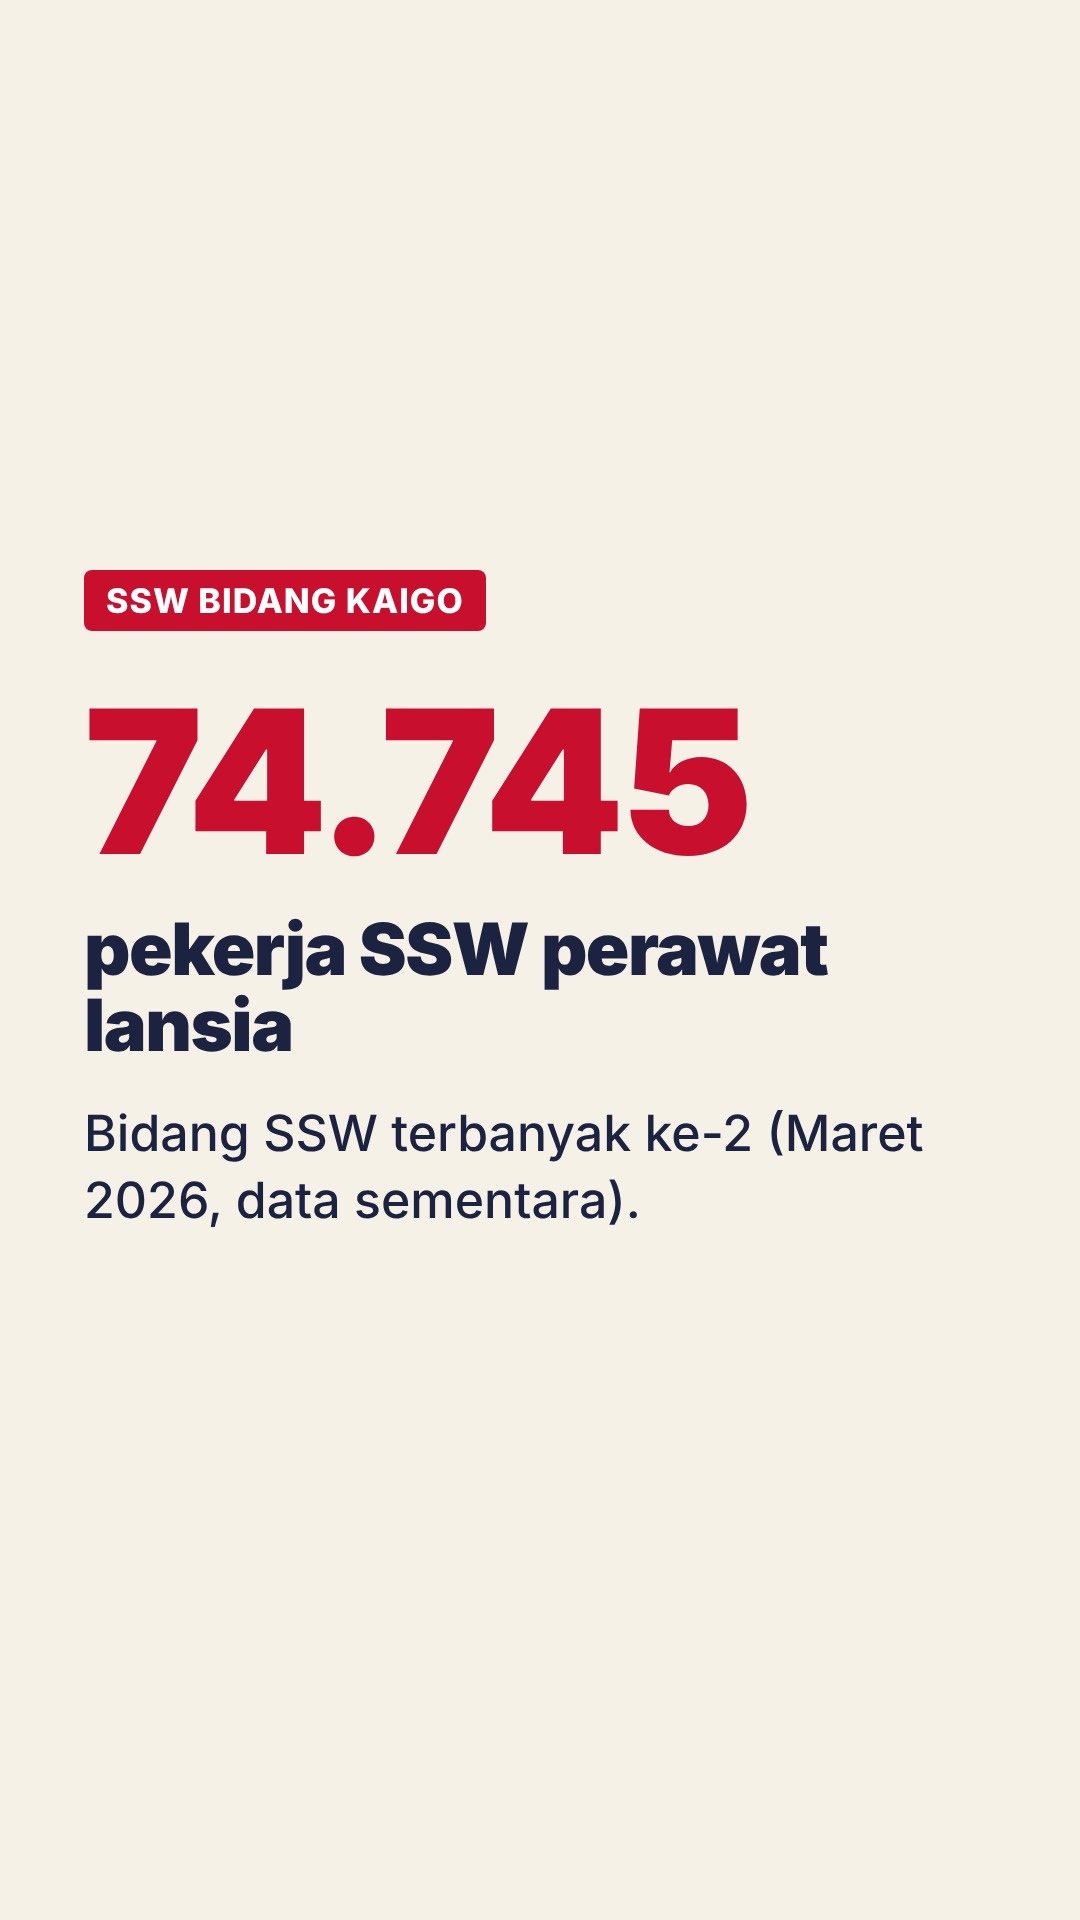 SSW BIDANG KAIGO
74.745
pekerja SSW perawat
lansia
Bidang SSW terbanyak ke-2 (Maret
2026, data sementara).